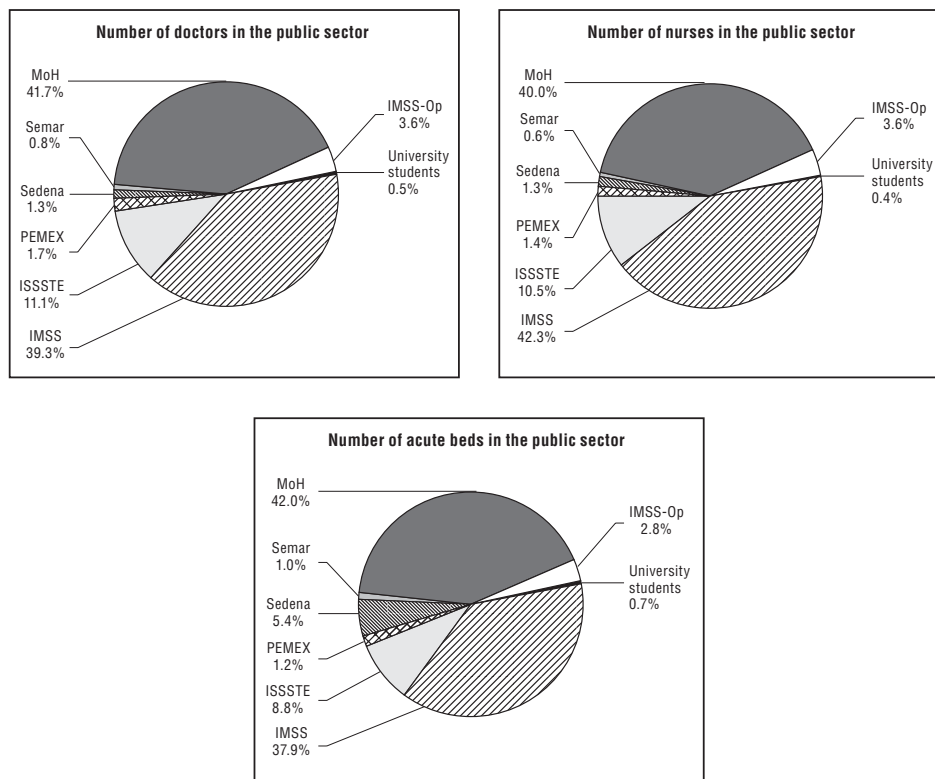 Number of doctors in the public sector
MoH
41.7%
IMSS-Op
3.6%
Semar
0.8%
University
students
0.5%
Sedena
1.3%
PEMEX
1.7%
ISSSTE
11.1%
IMSS
39.3%
Number of nurses in the public sector
MoH
40.0%
IMSS-Op
3.6%
Semar
0.6%
University
students
0.4%
Sedena
1.3%
PEMEX
1.4%
ISSSTE
10.5%
IMSS
42.3%
Number of acute beds in the public sector
MoH
42.0%
IMSS-Op
2.8%
Semar
1.0%
University
students
0.7%
Sedena
5.4%
PEMEX
1.2%
ISSSTE
8.8%
IMSS
37.9%